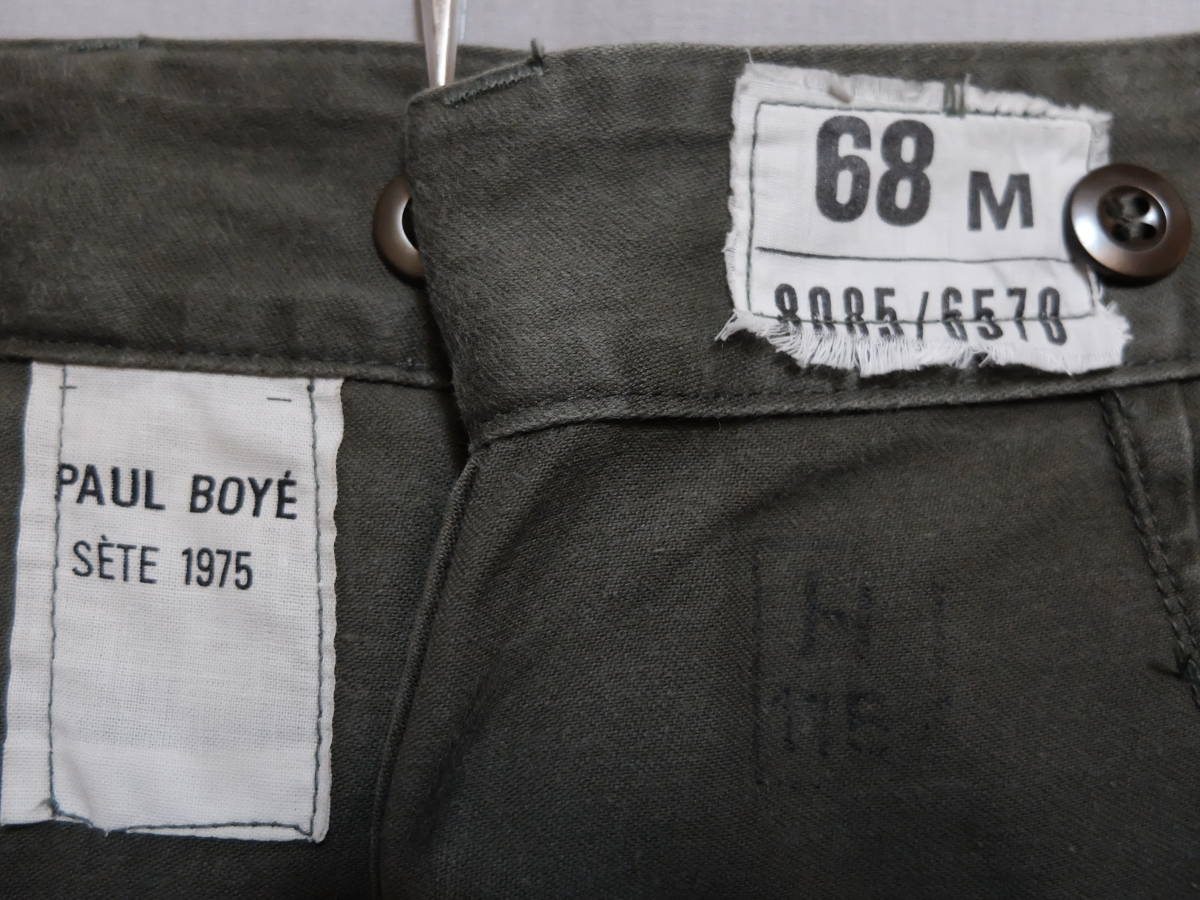 68 M
8085/6570
PAUL BOYÉ
SÈTE 1975
H